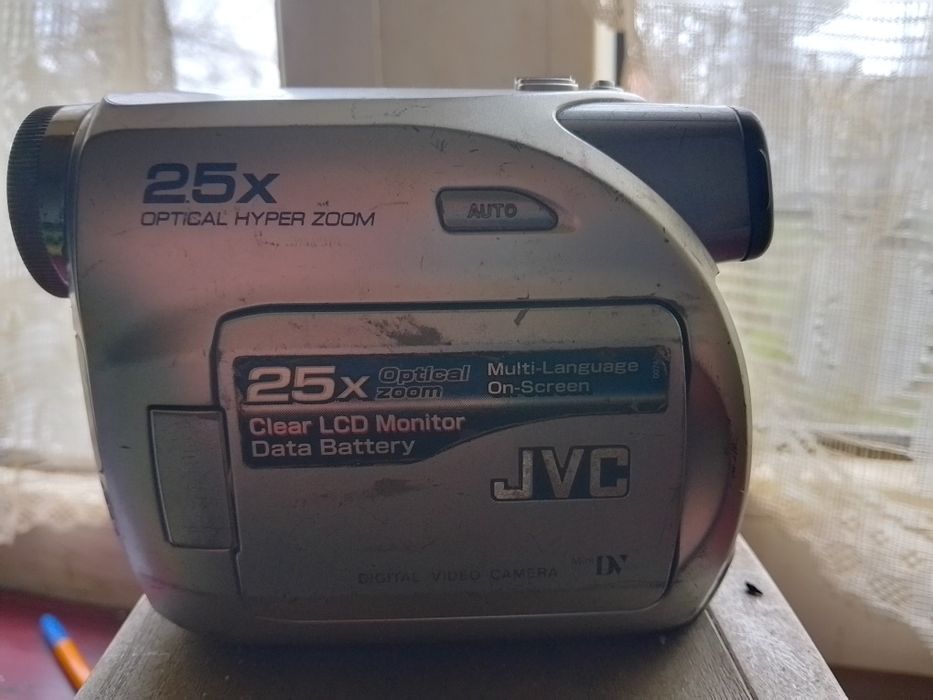 25x
OPTICAL HYPER ZOOM
AUTO
25x Optical zoom
Multi-Language
On-Screen
Clear LCD Monitor
Data Battery
JVC
DIGITAL VIDEO CAMERA
Mini DV